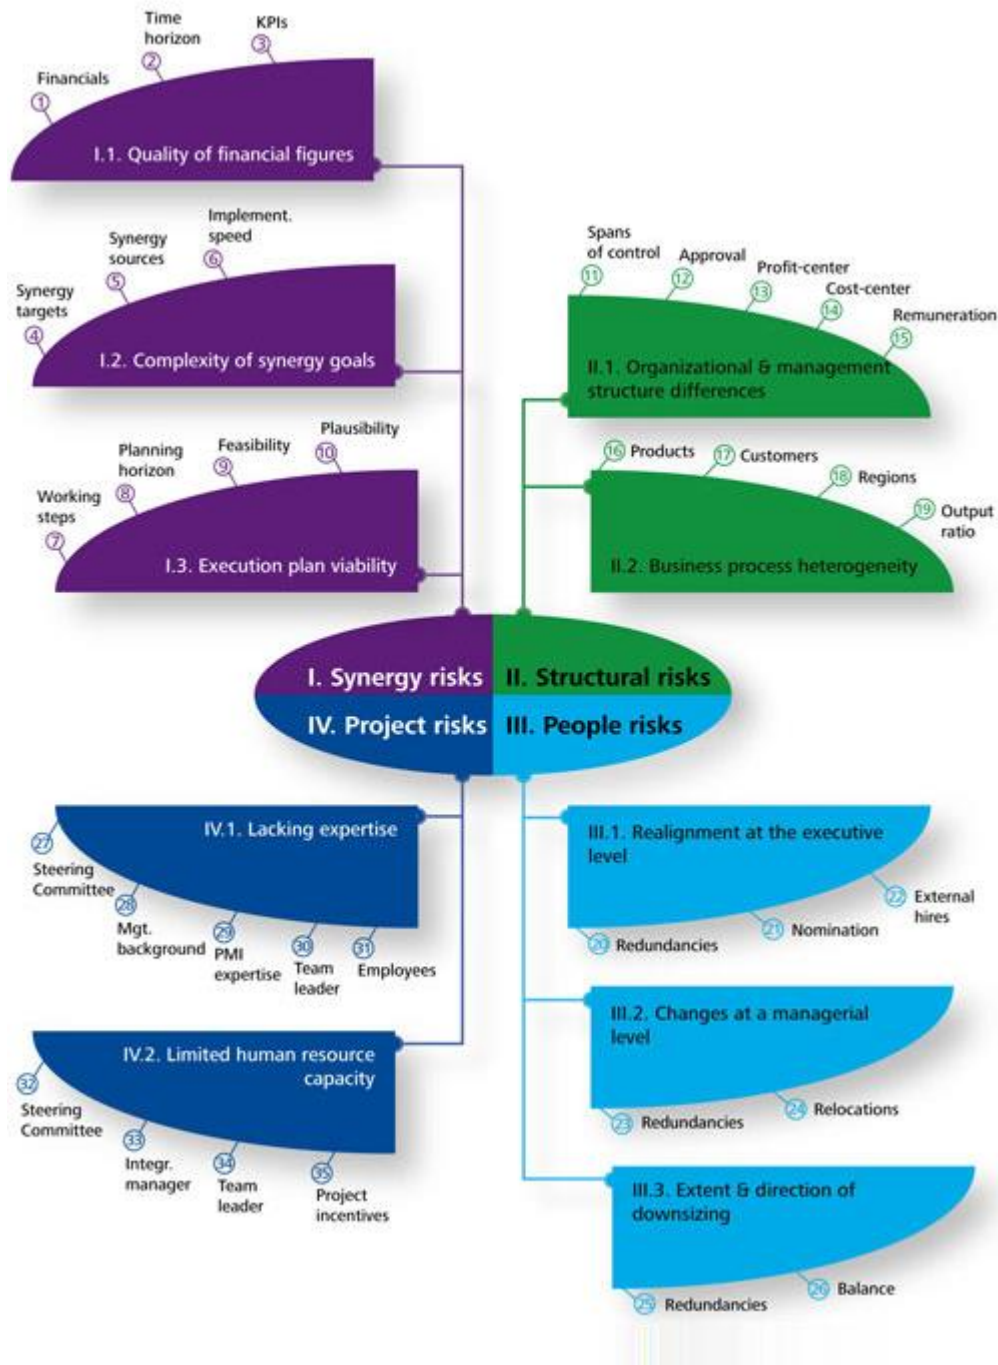 Time
horizon
2
KPIs
3
Financials
1
I.1. Quality of financial figures
Implement.
speed
6
Synergy
sources
5
Synergy
targets
4
I.2. Complexity of synergy goals
Plausibility
10
Feasibility
9
Planning
horizon
8
Working
steps
7
I.3. Execution plan viability
Spans
of control
11
Approval
12
Profit-center
13
Cost-center
14
Remuneration
15
II.1. Organizational & management
structure differences
16 Products
17 Customers
18 Regions
19 Output
ratio
II.2. Business process heterogeneity
I. Synergy risks
II. Structural risks
IV. Project risks
III. People risks
IV.1. Lacking expertise
27
Steering
Committee
28
Mgt.
background
29
PMI
expertise
30
Team
leader
31
Employees
IV.2. Limited human resource
capacity
32
Steering
Committee
33
Integr.
manager
34
Team
leader
35
Project
incentives
III.1. Realignment at the executive
level
22 External
hires
21 Nomination
20 Redundancies
III.2. Changes at a managerial
level
24 Relocations
23 Redundancies
III.3. Extent & direction of
downsizing
26 Balance
25 Redundancies